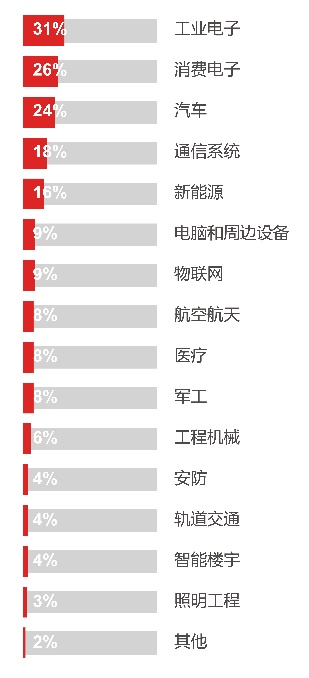 31% 工业电子
26% 消费电子
24% 汽车
18% 通信系统
16% 新能源
9% 电脑和周边设备
9% 物联网
8% 航空航天
8% 医疗
8% 军工
6% 工程机械
4% 安防
4% 轨道交通
4% 智能楼宇
3% 照明工程
2% 其他